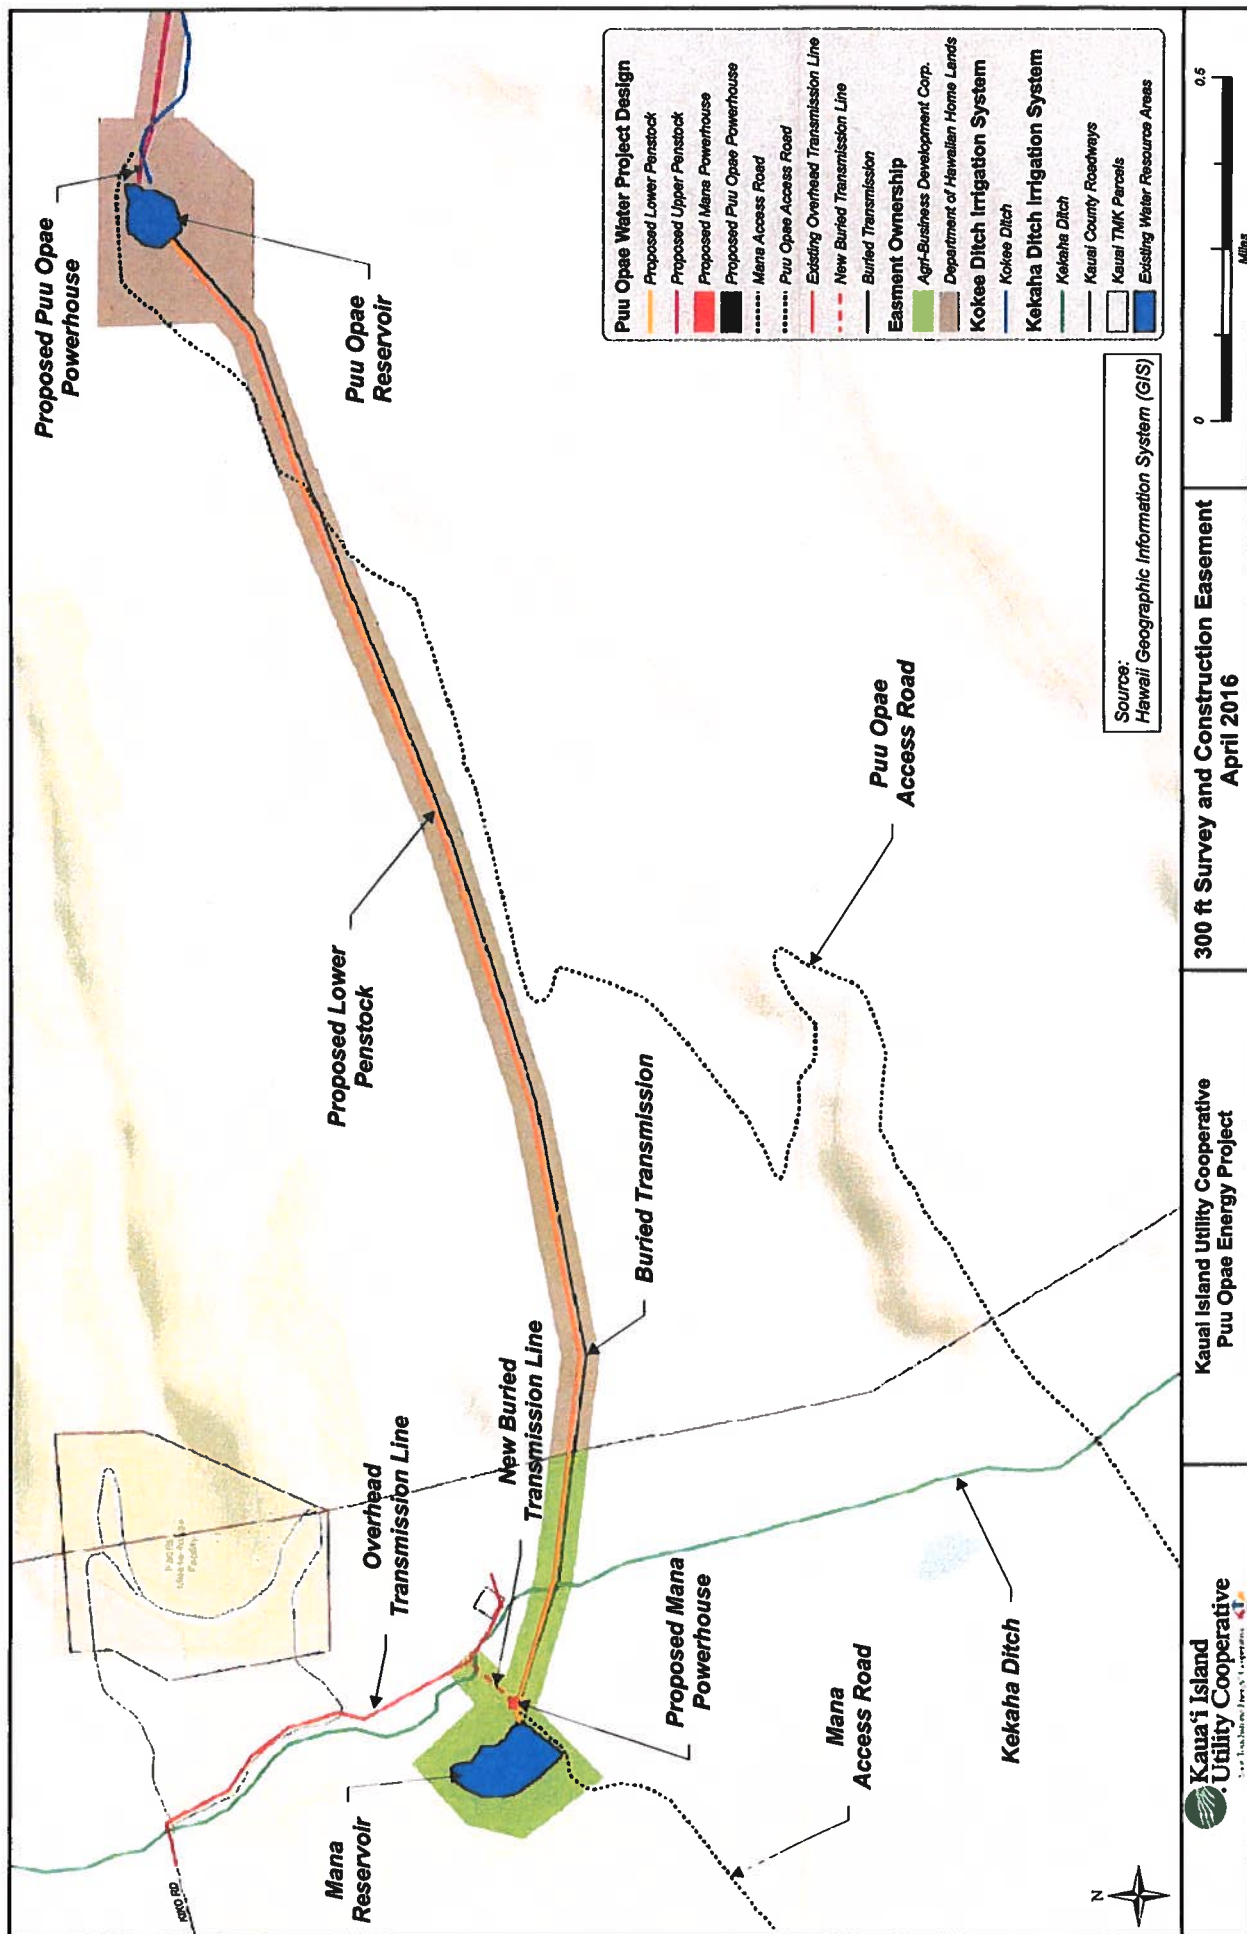 Proposed Puu Opae
Powerhouse
Puu Opae
Reservoir
Proposed Lower
Penstock
Puu Opae
Access Road
Buried Transmission
New Buried
Transmission Line
Overhead
Transmission Line
Proposed Mana
Powerhouse
Mana
Reservoir
Mana
Access Road
Kekaha Ditch
KIKO RD
N
Puu Opae Water Project Design
Proposed Lower Penstock
Proposed Upper Penstock
Proposed Mana Powerhouse
Proposed Puu Opae Powerhouse
Mana Access Road
Puu Opae Access Road
Existing Overhead Transmission Line
New Buried Transmission Line
Buried Transmission
Easment Ownership
Agri-Business Development Corp.
Department of Hawaiian Home Lands
Kokee Ditch Irrigation System
Kokee Ditch
Kekaha Ditch Irrigation System
Kekaha Ditch
Kauai County Roadways
Kauai TMK Parcels
Existing Water Resource Areas
Source:
Hawaii Geographic Information System (GIS)
Kaua'i Island
Utility Cooperative
Kauai Island Utility Cooperative
Puu Opae Energy Project
300 ft Survey and Construction Easement
April 2016
0 0.5
Miles